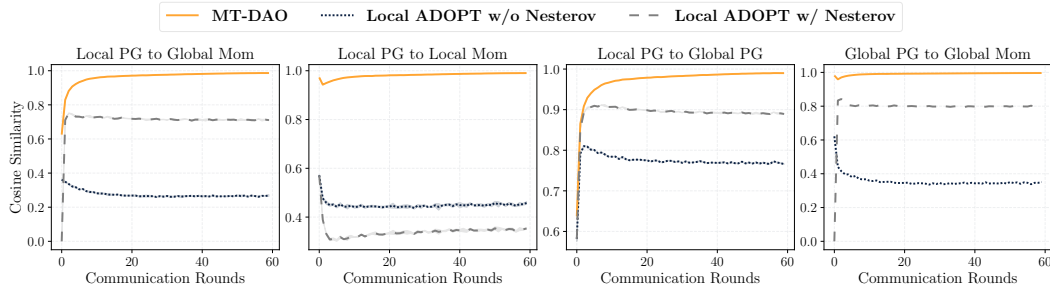 MT-DAO Local ADOPT w/o Nesterov Local ADOPT w/ Nesterov
Local PG to Global Mom Local PG to Local Mom Local PG to Global PG Global PG to Global Mom
Cosine Similarity
1.0
0.8
0.6
0.4
0.2
0.0
0 20 40 60
Communication Rounds
1.0
0.8
0.6
0.4
0 20 40 60
Communication Rounds
1.0
0.9
0.8
0.7
0.6
0 20 40 60
Communication Rounds
1.0
0.8
0.6
0.4
0.2
0.0
0 20 40 60
Communication Rounds